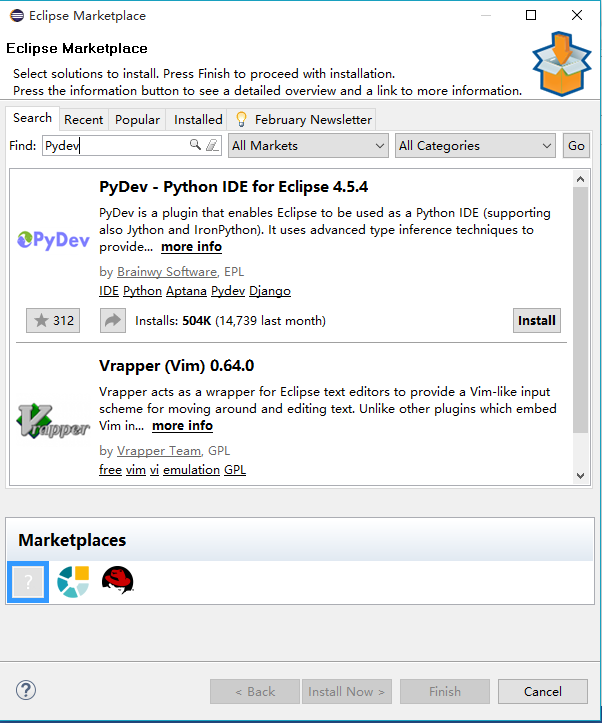 Eclipse Marketplace
Eclipse Marketplace
Select solutions to install. Press Finish to proceed with installation.
Press the information button to see a detailed overview and a link to more information.
Search Recent Popular Installed February Newsletter
Find: Pydev All Markets All Categories Go
PyDev - Python IDE for Eclipse 4.5.4
PyDev is a plugin that enables Eclipse to be used as a Python IDE (supporting
also Jython and IronPython). It uses advanced type inference techniques to
provide... more info
PyDev
by Brainwy Software, EPL
IDE Python Aptana Pydev Django
312 Installs: 504K (14,739 last month) Install
Vrapper (Vim) 0.64.0
Vrapper acts as a wrapper for Eclipse text editors to provide a Vim-like input
scheme for moving around and editing text. Unlike other plugins which embed
Vim in... more info
Vrapper
by Vrapper Team, GPL
free vim vi emulation GPL
Marketplaces
?
? < Back Install Now > Finish Cancel